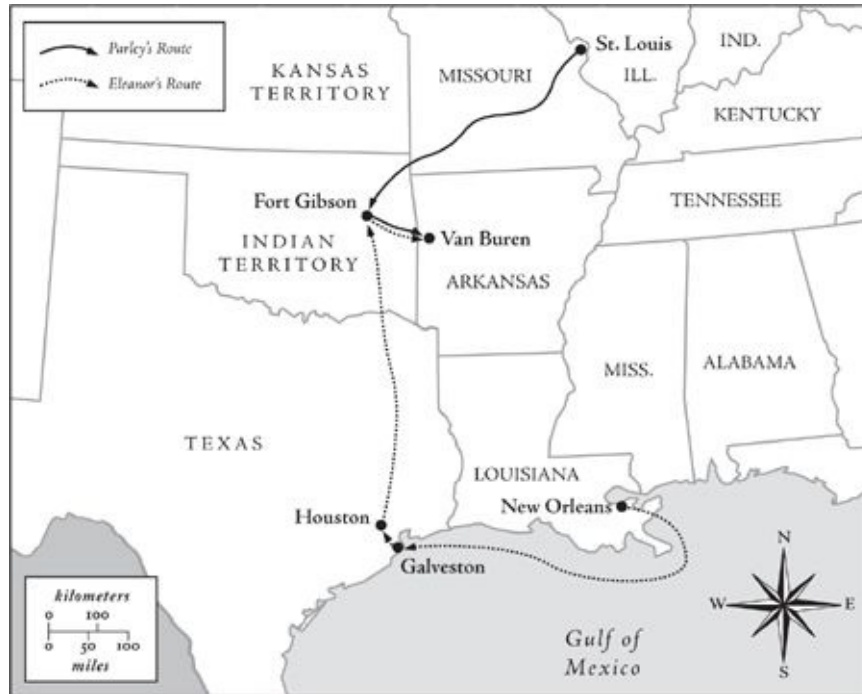 Parley's Route
Eleanor's Route
St. Louis
IND.
ILL.
KANSAS
TERRITORY
MISSOURI
KENTUCKY
Fort Gibson
TENNESSEE
Van Buren
INDIAN
TERRITORY
ARKANSAS
MISS.
ALABAMA
TEXAS
LOUISIANA
New Orleans
Houston
Galveston
kilometers
0 100
0 50 100
miles
N
W E
S
Gulf of
Mexico